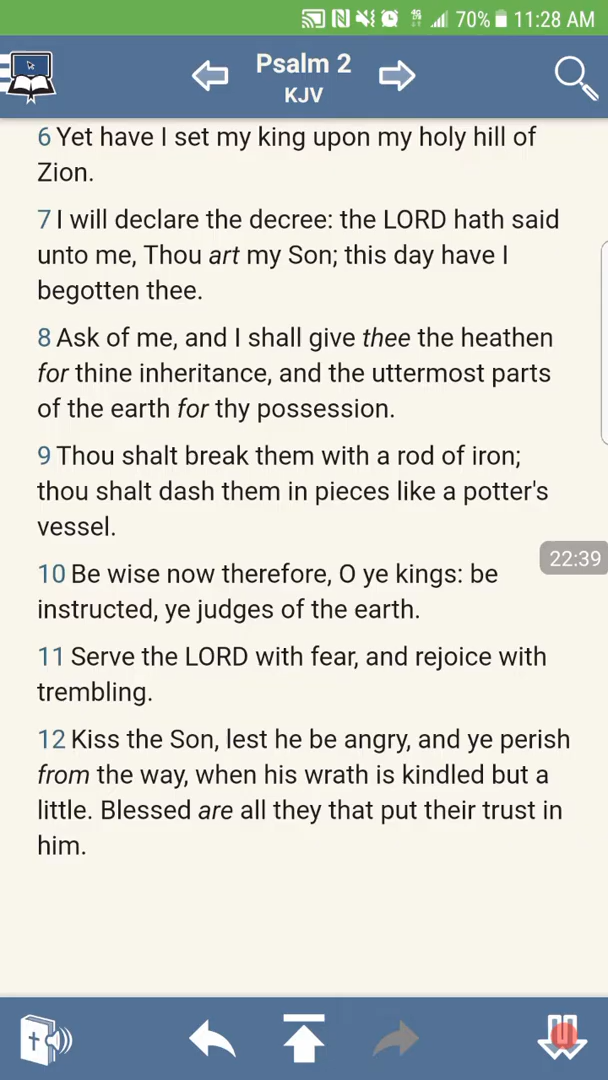 70% 11:28 AM
Psalm 2
KJV
6 Yet have I set my king upon my holy hill of
Zion.
7 I will declare the decree: the LORD hath said
unto me, Thou art my Son; this day have I
begotten thee.
8 Ask of me, and I shall give thee the heathen
for thine inheritance, and the uttermost parts
of the earth for thy possession.
9 Thou shalt break them with a rod of iron;
thou shalt dash them in pieces like a potter's
vessel.
22:39
10 Be wise now therefore, O ye kings: be
instructed, ye judges of the earth.
11 Serve the LORD with fear, and rejoice with
trembling.
12 Kiss the Son, lest he be angry, and ye perish
from the way, when his wrath is kindled but a
little. Blessed are all they that put their trust in
him.